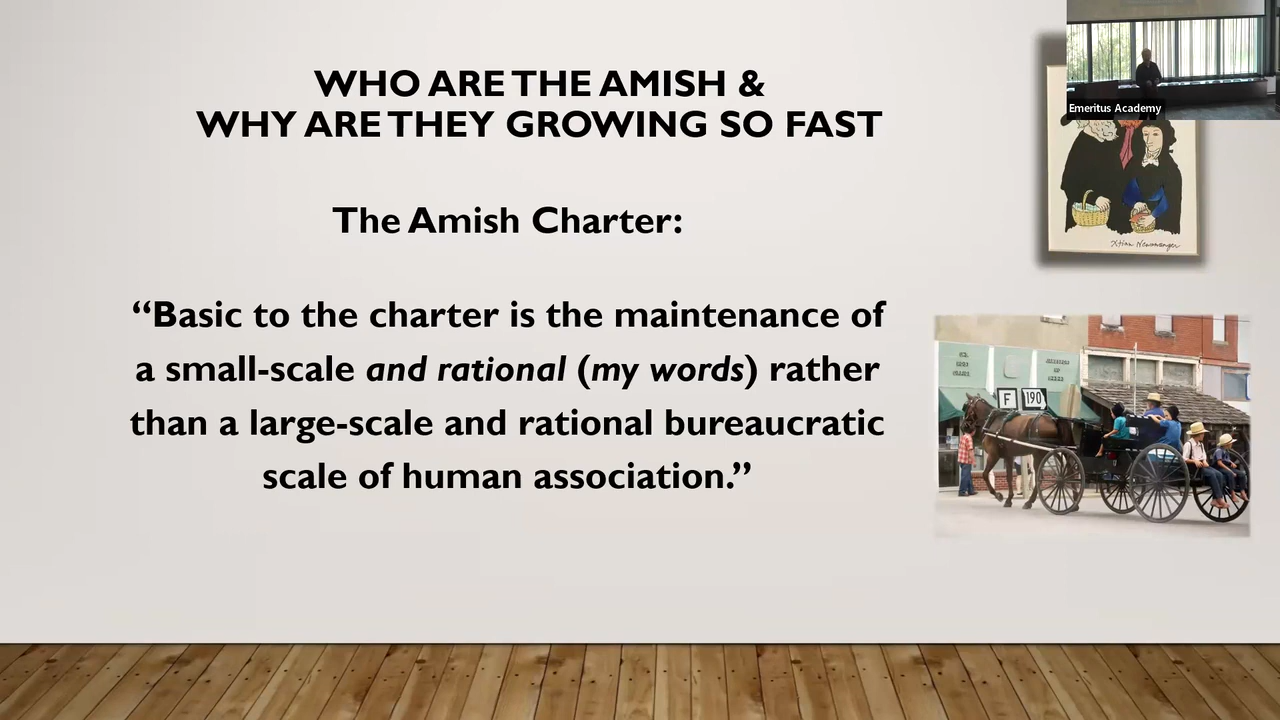 WHO ARE THE AMISH &
WHY ARE THEY GROWING SO FAST
Emeritus Academy
The Amish Charter:
Xtian Newswanger
“Basic to the charter is the maintenance of
a small-scale and rational (my words) rather
than a large-scale and rational bureaucratic
scale of human association.”
F
190